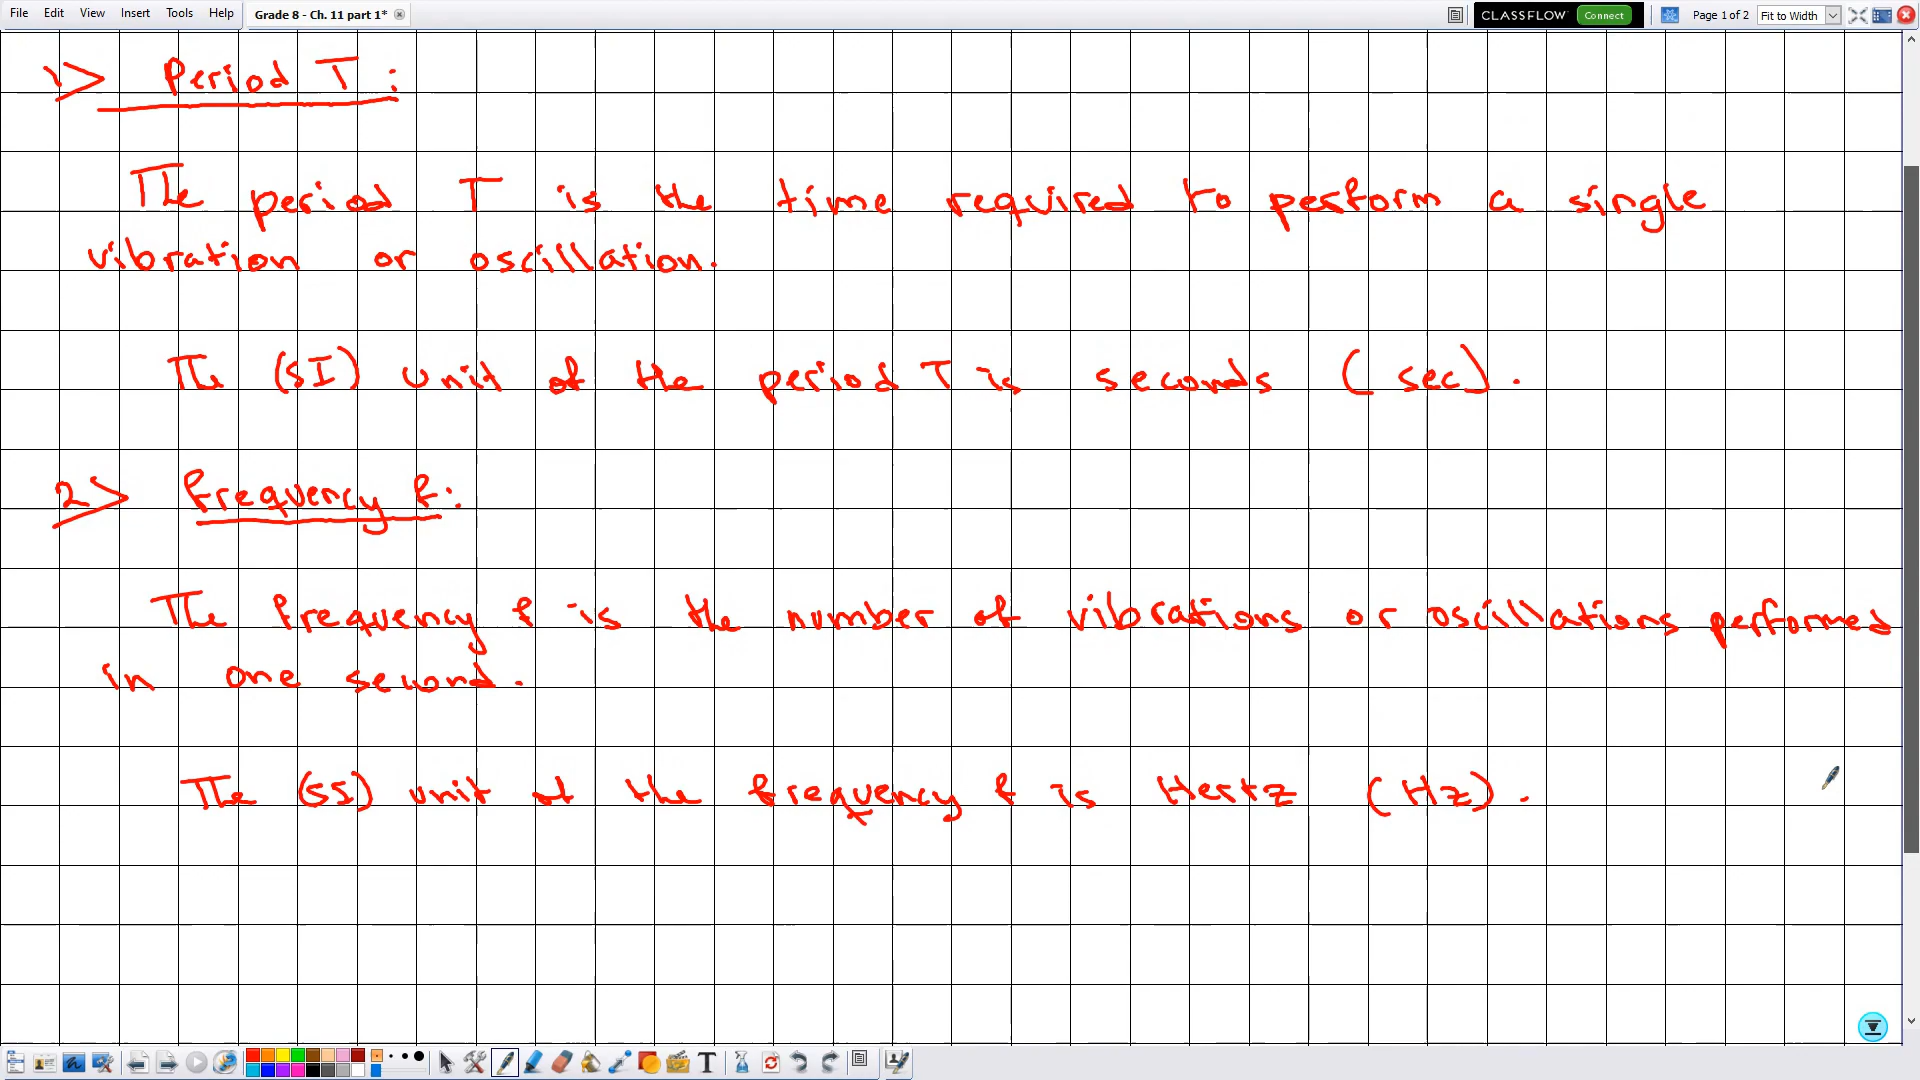 File Edit View Insert Tools Help Grade 8 - Ch. 11 part 1* CLASSFLOW Connect Page 1 of 2 Fit to Width
1> Period T :
The period T is the time required to perform a single
vibration or oscillation.
The (SI) unit of the period T is seconds (sec).
2> frequency f :
The frequency f is the number of vibrations or oscillations performed
in one second.
The (SI) unit of the frequency f is Hertz (Hz).
T